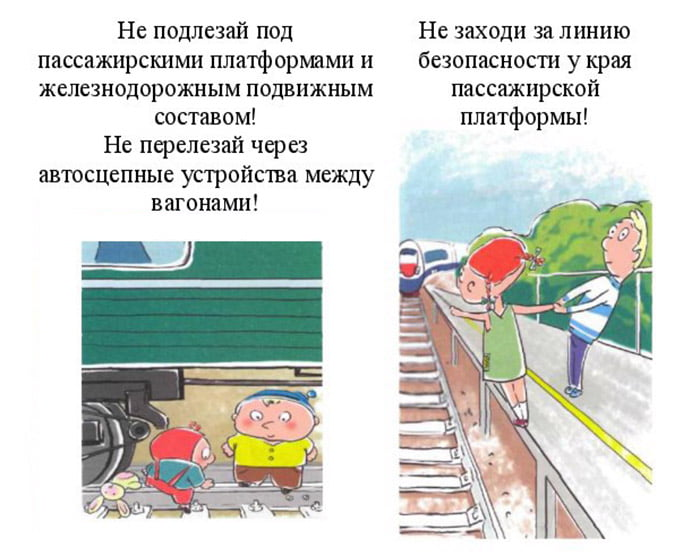 Не подлезай под
пассажирскими платформами и
железнодорожным подвижным
составом!
Не перелезай через
автосцепные устройства между
вагонами!
Не заходи за линию
безопасности у края
пассажирской
платформы!